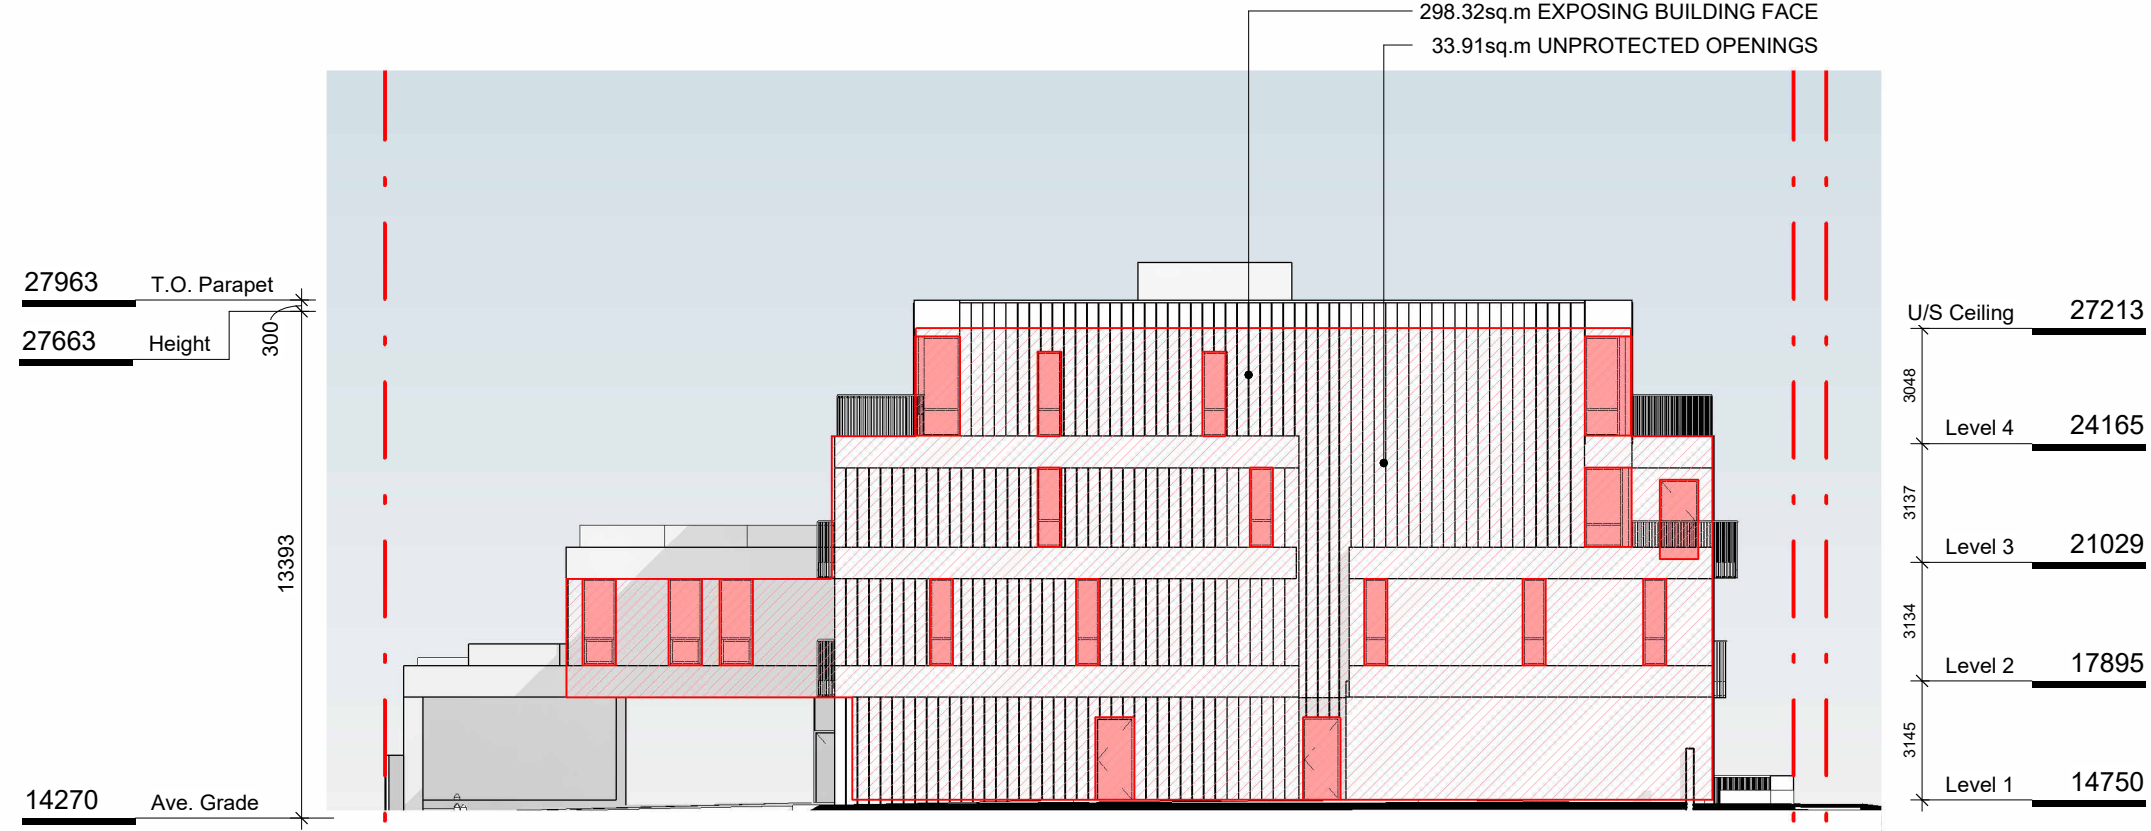 298.32sq.m EXPOSING BUILDING FACE
33.91sq.m UNPROTECTED OPENINGS
27963 T.O. Parapet
27663 Height
300
13393
14270 Ave. Grade
U/S Ceiling 27213
3048
Level 4 24165
3137
Level 3 21029
3134
Level 2 17895
3145
Level 1 14750